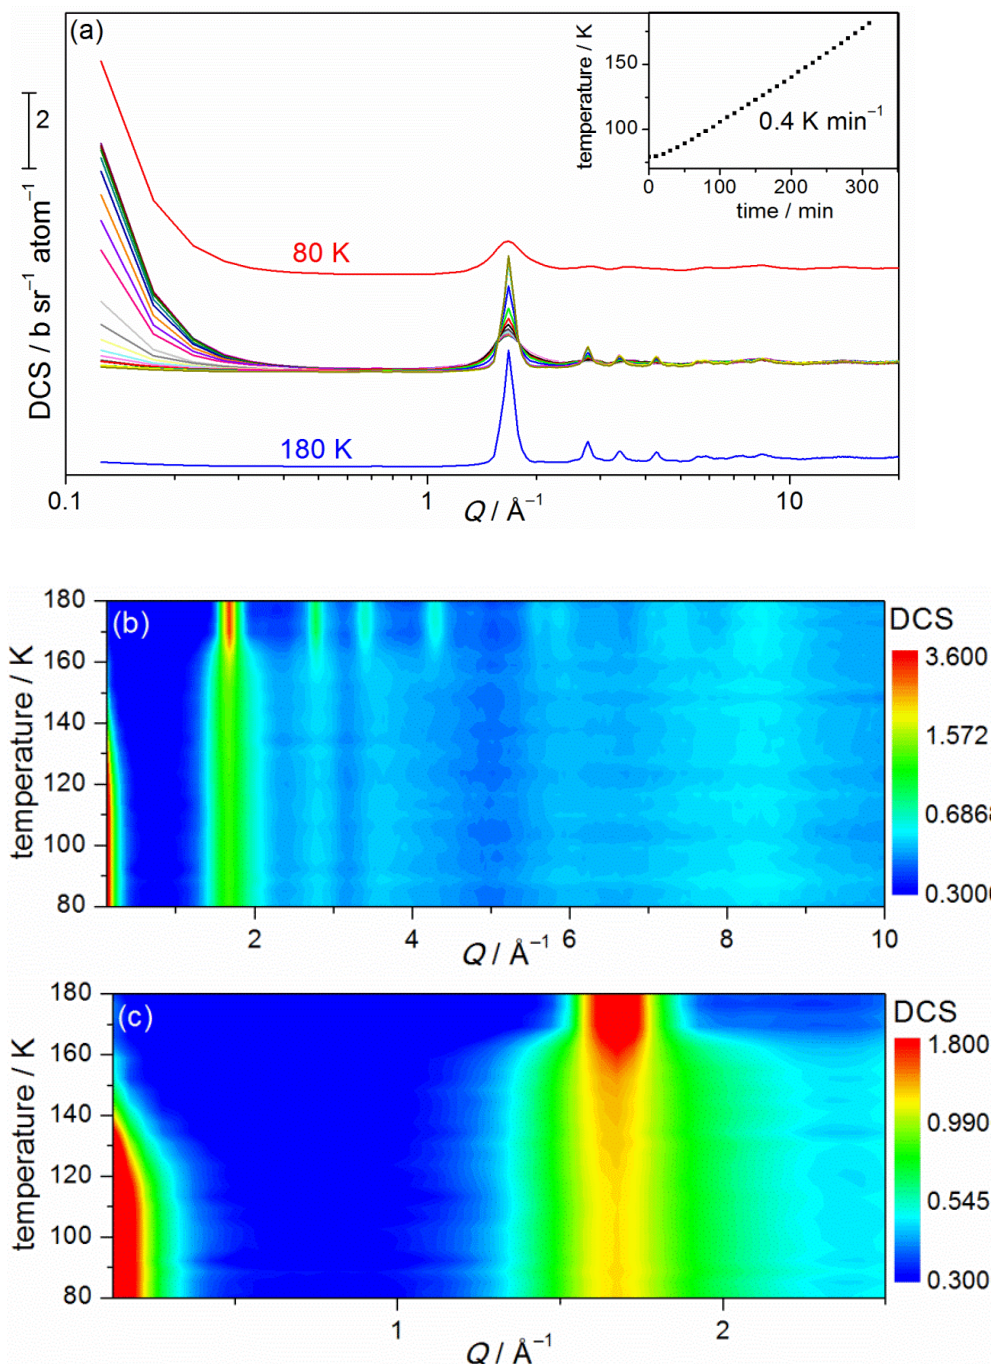 (a)
DCS / b sr⁻¹ atom⁻¹
2
80 K
180 K
0.1 1 10
Q / Å⁻¹
temperature / K
150
100
0.4 K min⁻¹
0 100 200 300
time / min
(b)
temperature / K
180
160
140
120
100
80
2 4 6 8 10
Q / Å⁻¹
DCS
3.600
1.572
0.6868
0.3000
(c)
temperature / K
180
160
140
120
100
80
1 2
Q / Å⁻¹
DCS
1.800
0.990
0.545
0.300